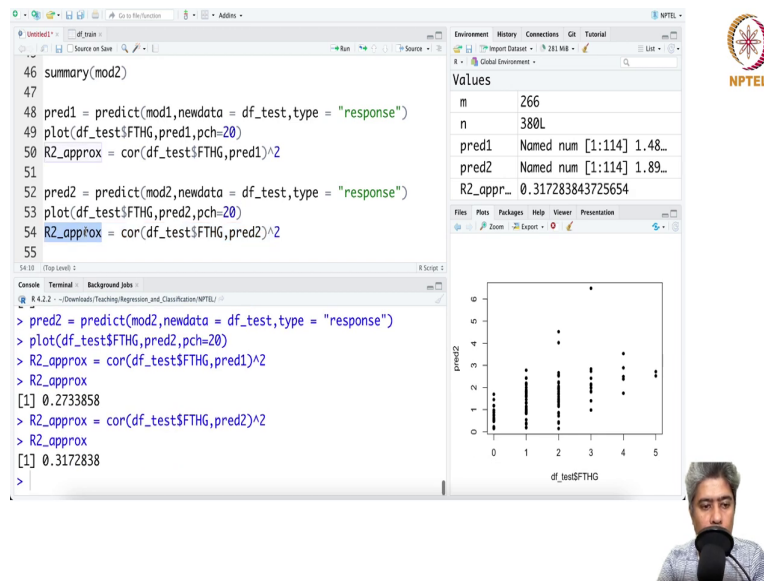 Go to file/function
Addins
NPTEL
Untitled1*
df_train
Source on Save
Run
Source
46 summary(mod2)
47
48 pred1 = predict(mod1,newdata = df_test,type = "response")
49 plot(df_test$FTHG,pred1,pch=20)
50 R2_approx = cor(df_test$FTHG,pred1)^2
51
52 pred2 = predict(mod2,newdata = df_test,type = "response")
53 plot(df_test$FTHG,pred2,pch=20)
54 R2_approx = cor(df_test$FTHG,pred2)^2
55
54:10 (Top Level) R Script
Console Terminal Background Jobs
R 4.2.2 · ~/Downloads/Teaching/Regression_and_Classification/NPTEL/
> pred2 = predict(mod2,newdata = df_test,type = "response")
> plot(df_test$FTHG,pred2,pch=20)
> R2_approx = cor(df_test$FTHG,pred1)^2
> R2_approx
[1] 0.2733858
> R2_approx = cor(df_test$FTHG,pred2)^2
> R2_approx
[1] 0.3172838
>
Environment History Connections Git Tutorial
Import Dataset 281 MiB List
R Global Environment
Values
m 266
n 380L
pred1 Named num [1:114] 1.48…
pred2 Named num [1:114] 1.89…
R2_appr… 0.317283843725654
Files Plots Packages Help Viewer Presentation
Zoom Export
pred2
6
5
4
3
2
1
0
0 1 2 3 4 5
df_test$FTHG
NPTEL